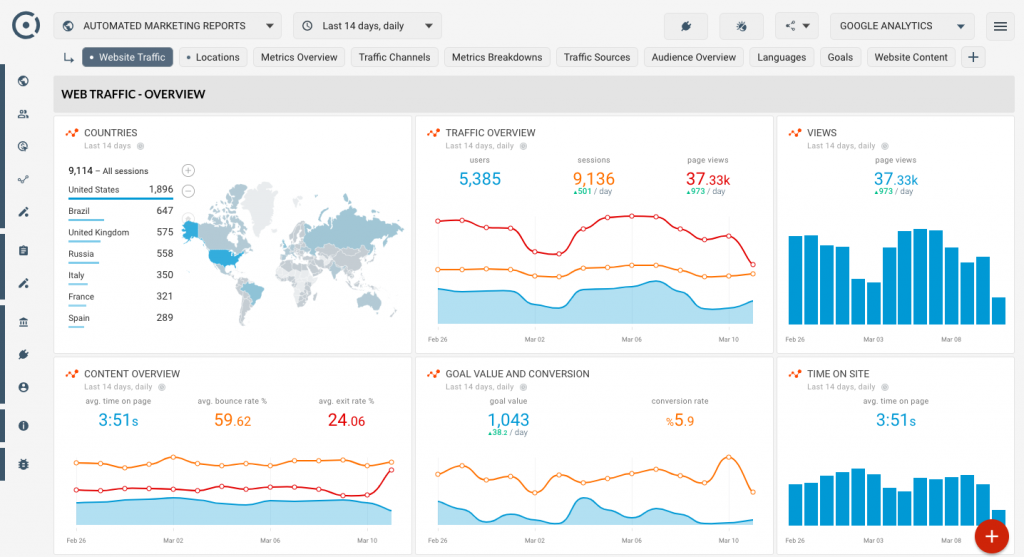 AUTOMATED MARKETING REPORTS
Last 14 days, daily
GOOGLE ANALYTICS
Website Traffic
Locations
Metrics Overview
Traffic Channels
Metrics Breakdowns
Traffic Sources
Audience Overview
Languages
Goals
Website Content
WEB TRAFFIC - OVERVIEW
COUNTRIES
Last 14 days
9,114 – All sessions
United States 1,896
Brazil 647
United Kingdom 575
Russia 558
Italy 350
France 321
Spain 289
TRAFFIC OVERVIEW
Last 14 days, daily
users sessions page views
5,385 9,136 37.33k
▲501 / day ▲973 / day
Feb 26 Mar 02 Mar 06 Mar 10
VIEWS
Last 14 days, daily
page views
37.33k
▲973 / day
Feb 26 Mar 03 Mar 08
CONTENT OVERVIEW
Last 14 days, daily
avg. time on page avg. bounce rate % avg. exit rate %
3:51s 59.62 24.06
Feb 26 Mar 02 Mar 06 Mar 10
GOAL VALUE AND CONVERSION
Last 14 days, daily
goal value conversion rate
1,043 %5.9
▲38.2 / day
Feb 26 Mar 02 Mar 06 Mar 10
TIME ON SITE
Last 14 days, daily
avg. time on page
3:51s
Feb 26 Mar 03 Mar 08